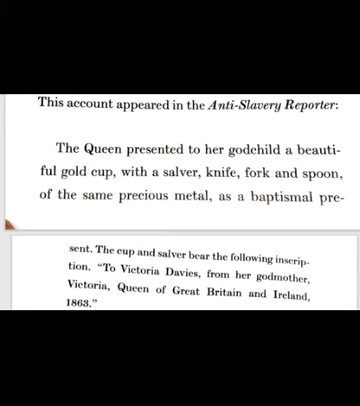 This account appeared in the Anti-Slavery Reporter:
The Queen presented to her godchild a beauti-
ful gold cup, with a salver, knife, fork and spoon,
of the same precious metal, as a baptismal pre-
sent. The cup and salver bear the following inscrip-
tion. “To Victoria Davies, from her godmother,
Victoria, Queen of Great Britain and Ireland,
1863.”